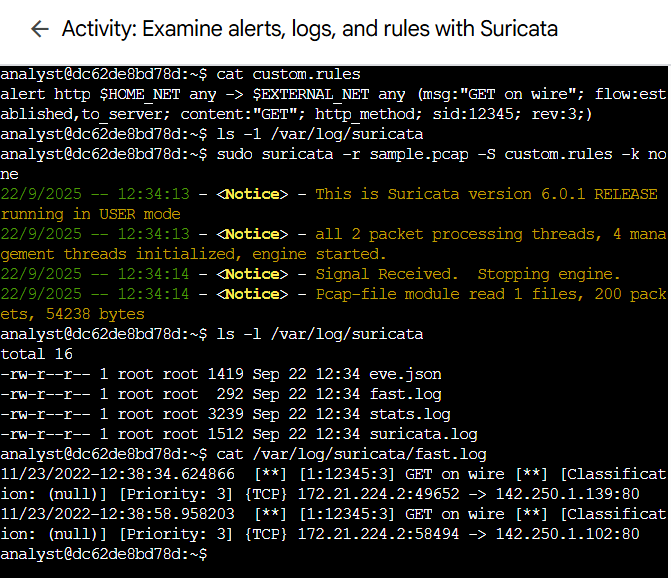 ← Activity: Examine alerts, logs, and rules with Suricata
analyst@dc62de8bd78d:~$ cat custom.rules
alert http $HOME_NET any -> $EXTERNAL_NET any (msg:"GET on wire"; flow:est
ablished,to_server; content:"GET"; http_method; sid:12345; rev:3;)
analyst@dc62de8bd78d:~$ ls -l /var/log/suricata
analyst@dc62de8bd78d:~$ sudo suricata -r sample.pcap -S custom.rules -k no
ne
22/9/2025 -- 12:34:13 - <Notice> - This is Suricata version 6.0.1 RELEASE
running in USER mode
22/9/2025 -- 12:34:13 - <Notice> - all 2 packet processing threads, 4 mana
gement threads initialized, engine started.
22/9/2025 -- 12:34:14 - <Notice> - Signal Received.  Stopping engine.
22/9/2025 -- 12:34:14 - <Notice> - Pcap-file module read 1 files, 200 pack
ets, 54238 bytes
analyst@dc62de8bd78d:~$ ls -l /var/log/suricata
total 16
-rw-r--r-- 1 root root 1419 Sep 22 12:34 eve.json
-rw-r--r-- 1 root root  292 Sep 22 12:34 fast.log
-rw-r--r-- 1 root root 3239 Sep 22 12:34 stats.log
-rw-r--r-- 1 root root 1512 Sep 22 12:34 suricata.log
analyst@dc62de8bd78d:~$ cat /var/log/suricata/fast.log
11/23/2022-12:38:34.624866  [**] [1:12345:3] GET on wire [**] [Classificat
ion: (null)] [Priority: 3] {TCP} 172.21.224.2:49652 -> 142.250.1.139:80
11/23/2022-12:38:58.958203  [**] [1:12345:3] GET on wire [**] [Classificat
ion: (null)] [Priority: 3] {TCP} 172.21.224.2:58494 -> 142.250.1.102:80
analyst@dc62de8bd78d:~$